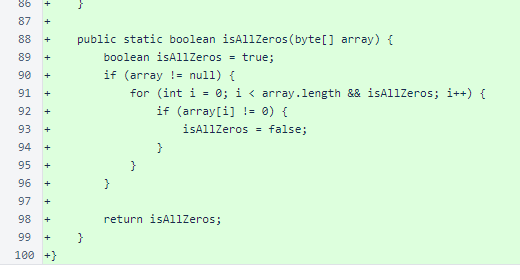 86 +     }
87 +
88 +     public static boolean isAllZeros(byte[] array) {
89 +         boolean isAllZeros = true;
90 +         if (array != null) {
91 +             for (int i = 0; i < array.length && isAllZeros; i++) {
92 +                 if (array[i] != 0) {
93 +                     isAllZeros = false;
94 +                 }
95 +             }
96 +         }
97 +
98 +         return isAllZeros;
99 +     }
100 +}